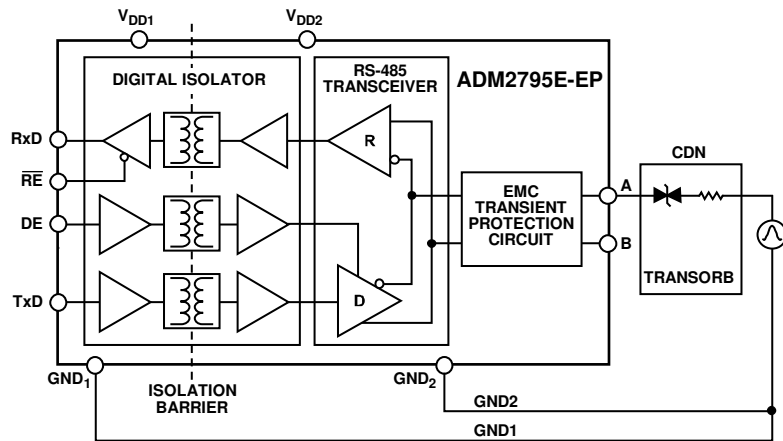 VDD1
VDD2
DIGITAL ISOLATOR
RS-485
TRANSCEIVER
ADM2795E-EP
RxD
R
RE
DE
TxD
D
EMC
TRANSIENT
PROTECTION
CIRCUIT
A
B
CDN
TRANSORB
GND1
ISOLATION
BARRIER
GND2
GND2
GND1